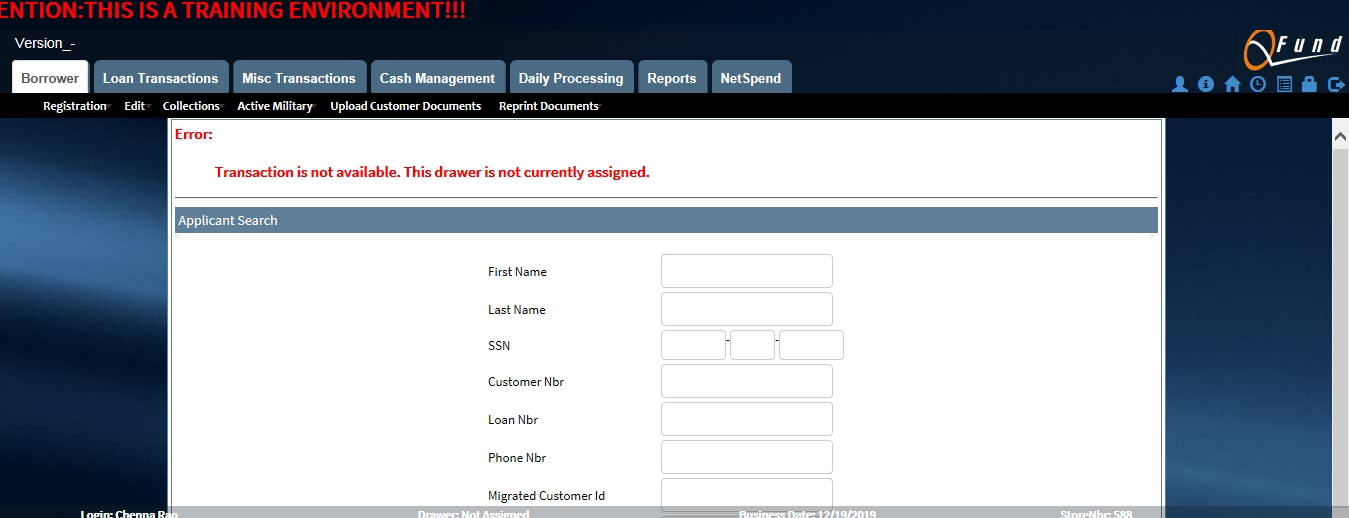 ENTION:THIS IS A TRAINING ENVIRONMENT!!!
Version_-
QFund
Borrower Loan Transactions Misc Transactions Cash Management Daily Processing Reports NetSpend
Registration Edit Collections Active Military Upload Customer Documents Reprint Documents
Error:
Transaction is not available. This drawer is not currently assigned.
Applicant Search
First Name
Last Name
SSN - -
Customer Nbr
Loan Nbr
Phone Nbr
Migrated Customer Id
Login: Chenna Rao Drawer: Not Assigned Business Date: 12/19/2019 StoreNbr: 588